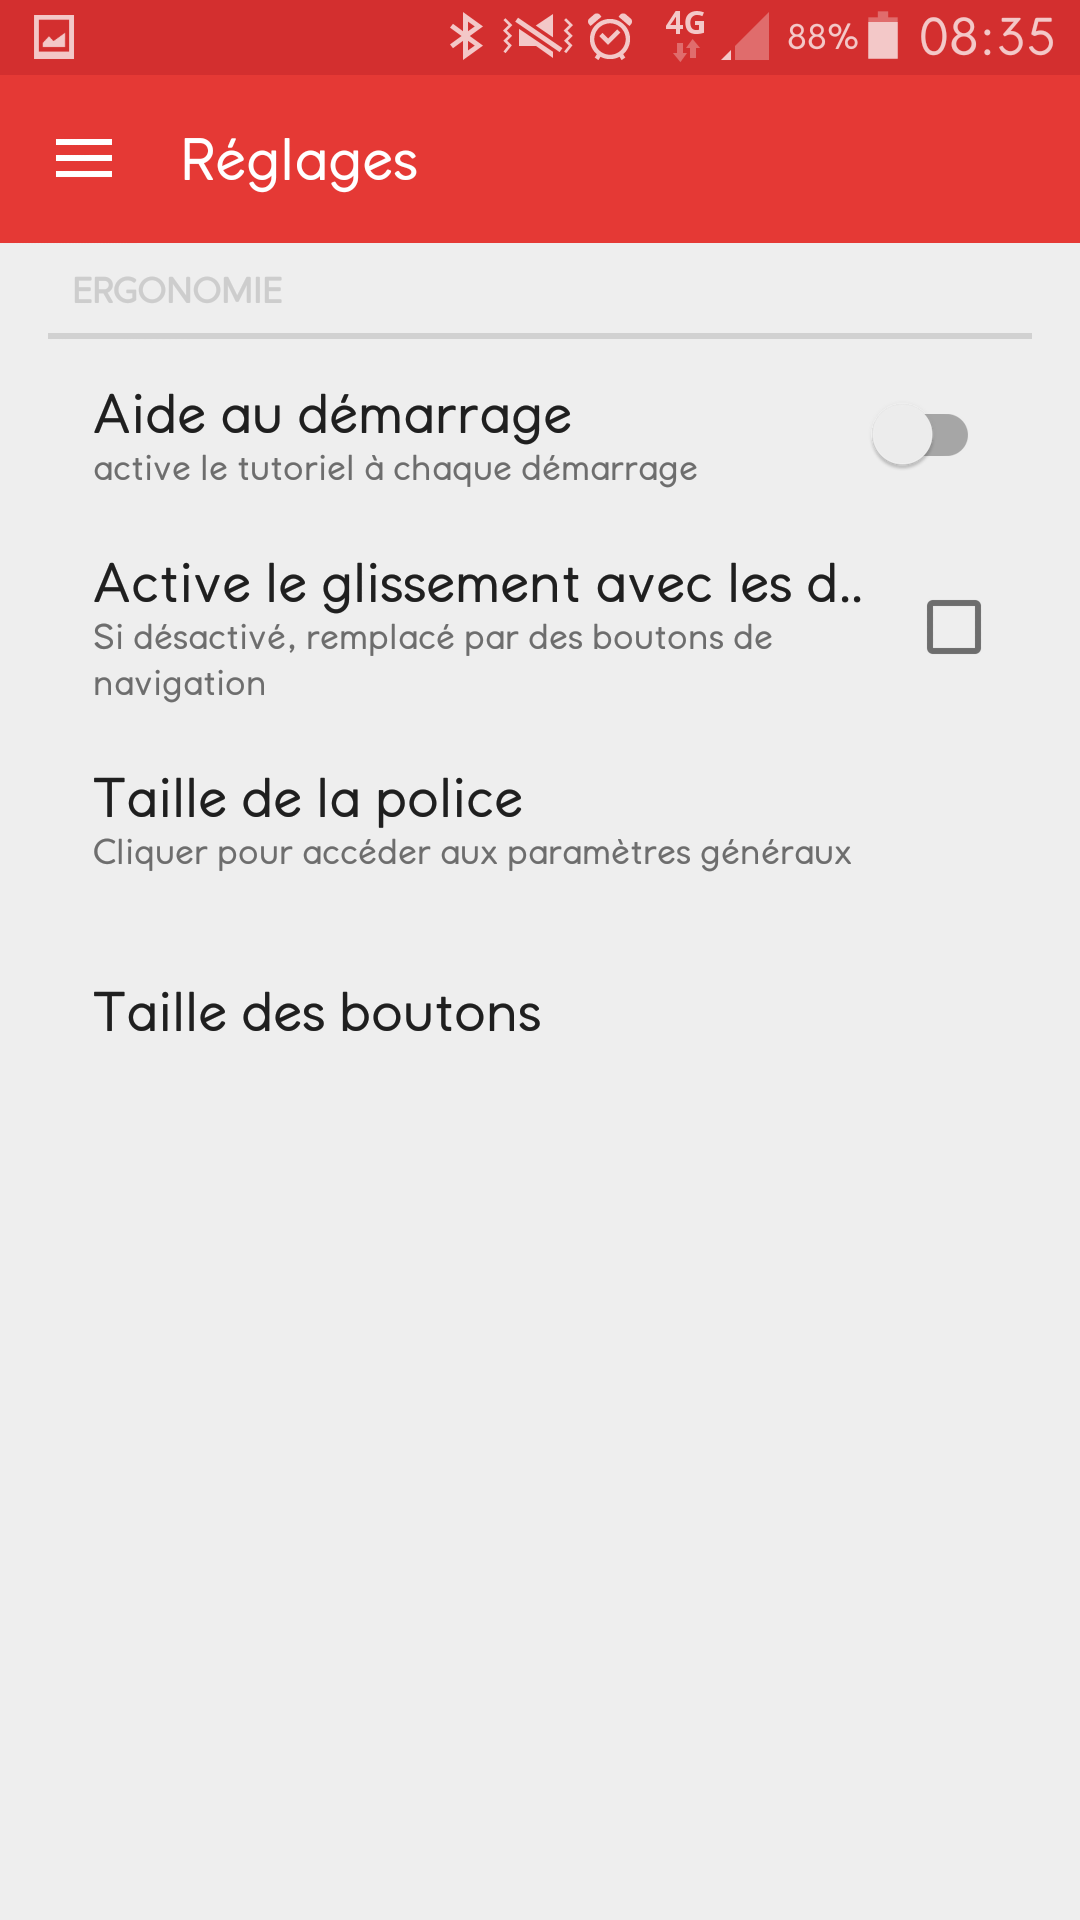 4G 88% 08:35
Réglages
ERGONOMIE
Aide au démarrage
active le tutoriel à chaque démarrage
Active le glissement avec les d..
Si désactivé, remplacé par des boutons de
navigation
Taille de la police
Cliquer pour accéder aux paramètres généraux
Taille des boutons